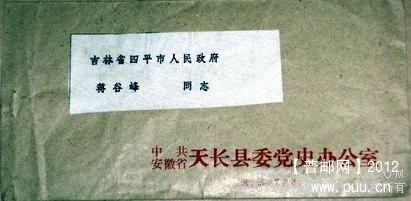 吉林省四平市人民政府
蒋谷峰 同志
中共
安徽省天长县委党史办公室
【普邮网】2012
www.puu.cn